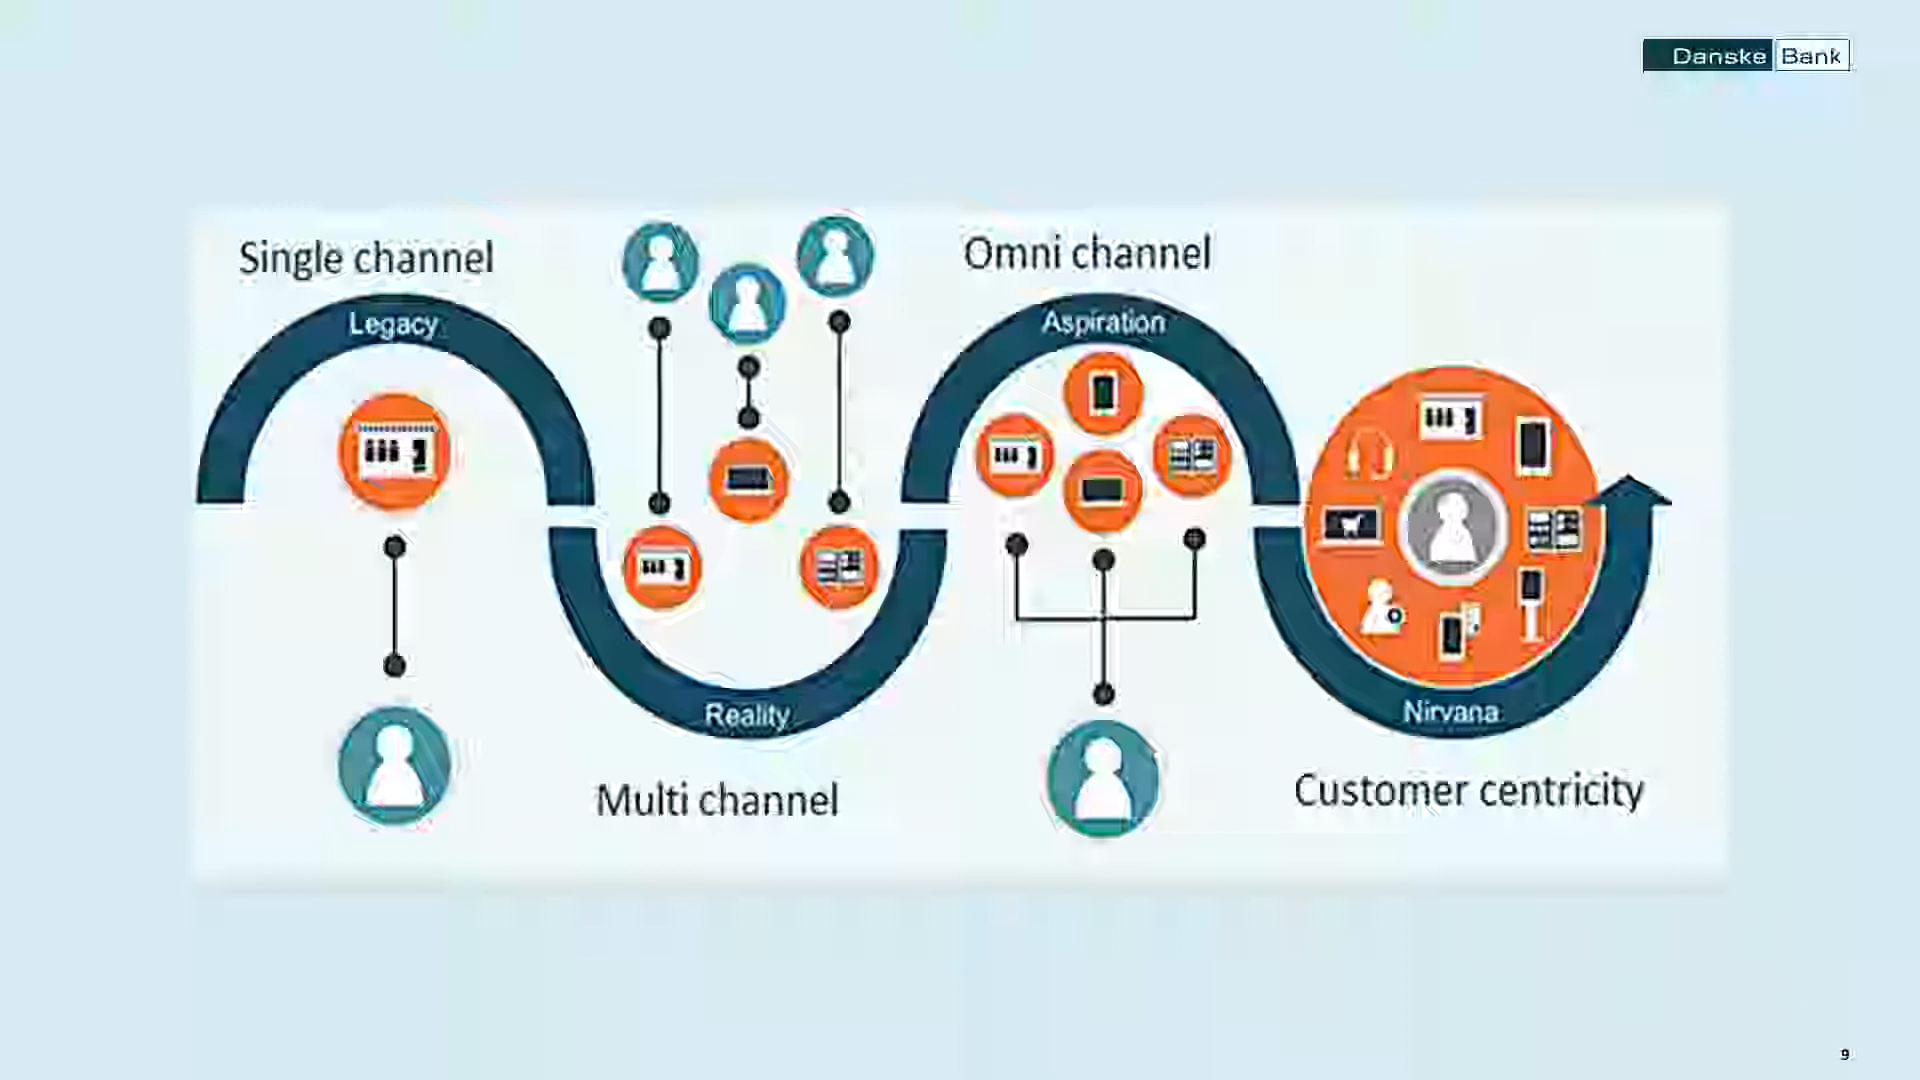 Danske Bank
Single channel
Legacy
Reality
Multi channel
Omni channel
Aspiration
Nirvana
Customer centricity
9